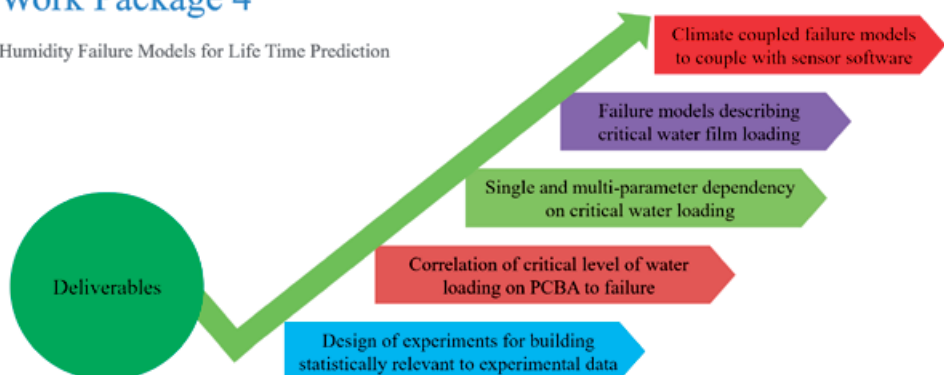 Work Package 4
Humidity Failure Models for Life Time Prediction
Climate coupled failure models
to couple with sensor software
Failure models describing
critical water film loading
Single and multi-parameter dependency
on critical water loading
Correlation of critical level of water
loading on PCBA to failure
Deliverables
Design of experiments for building
statistically relevant to experimental data